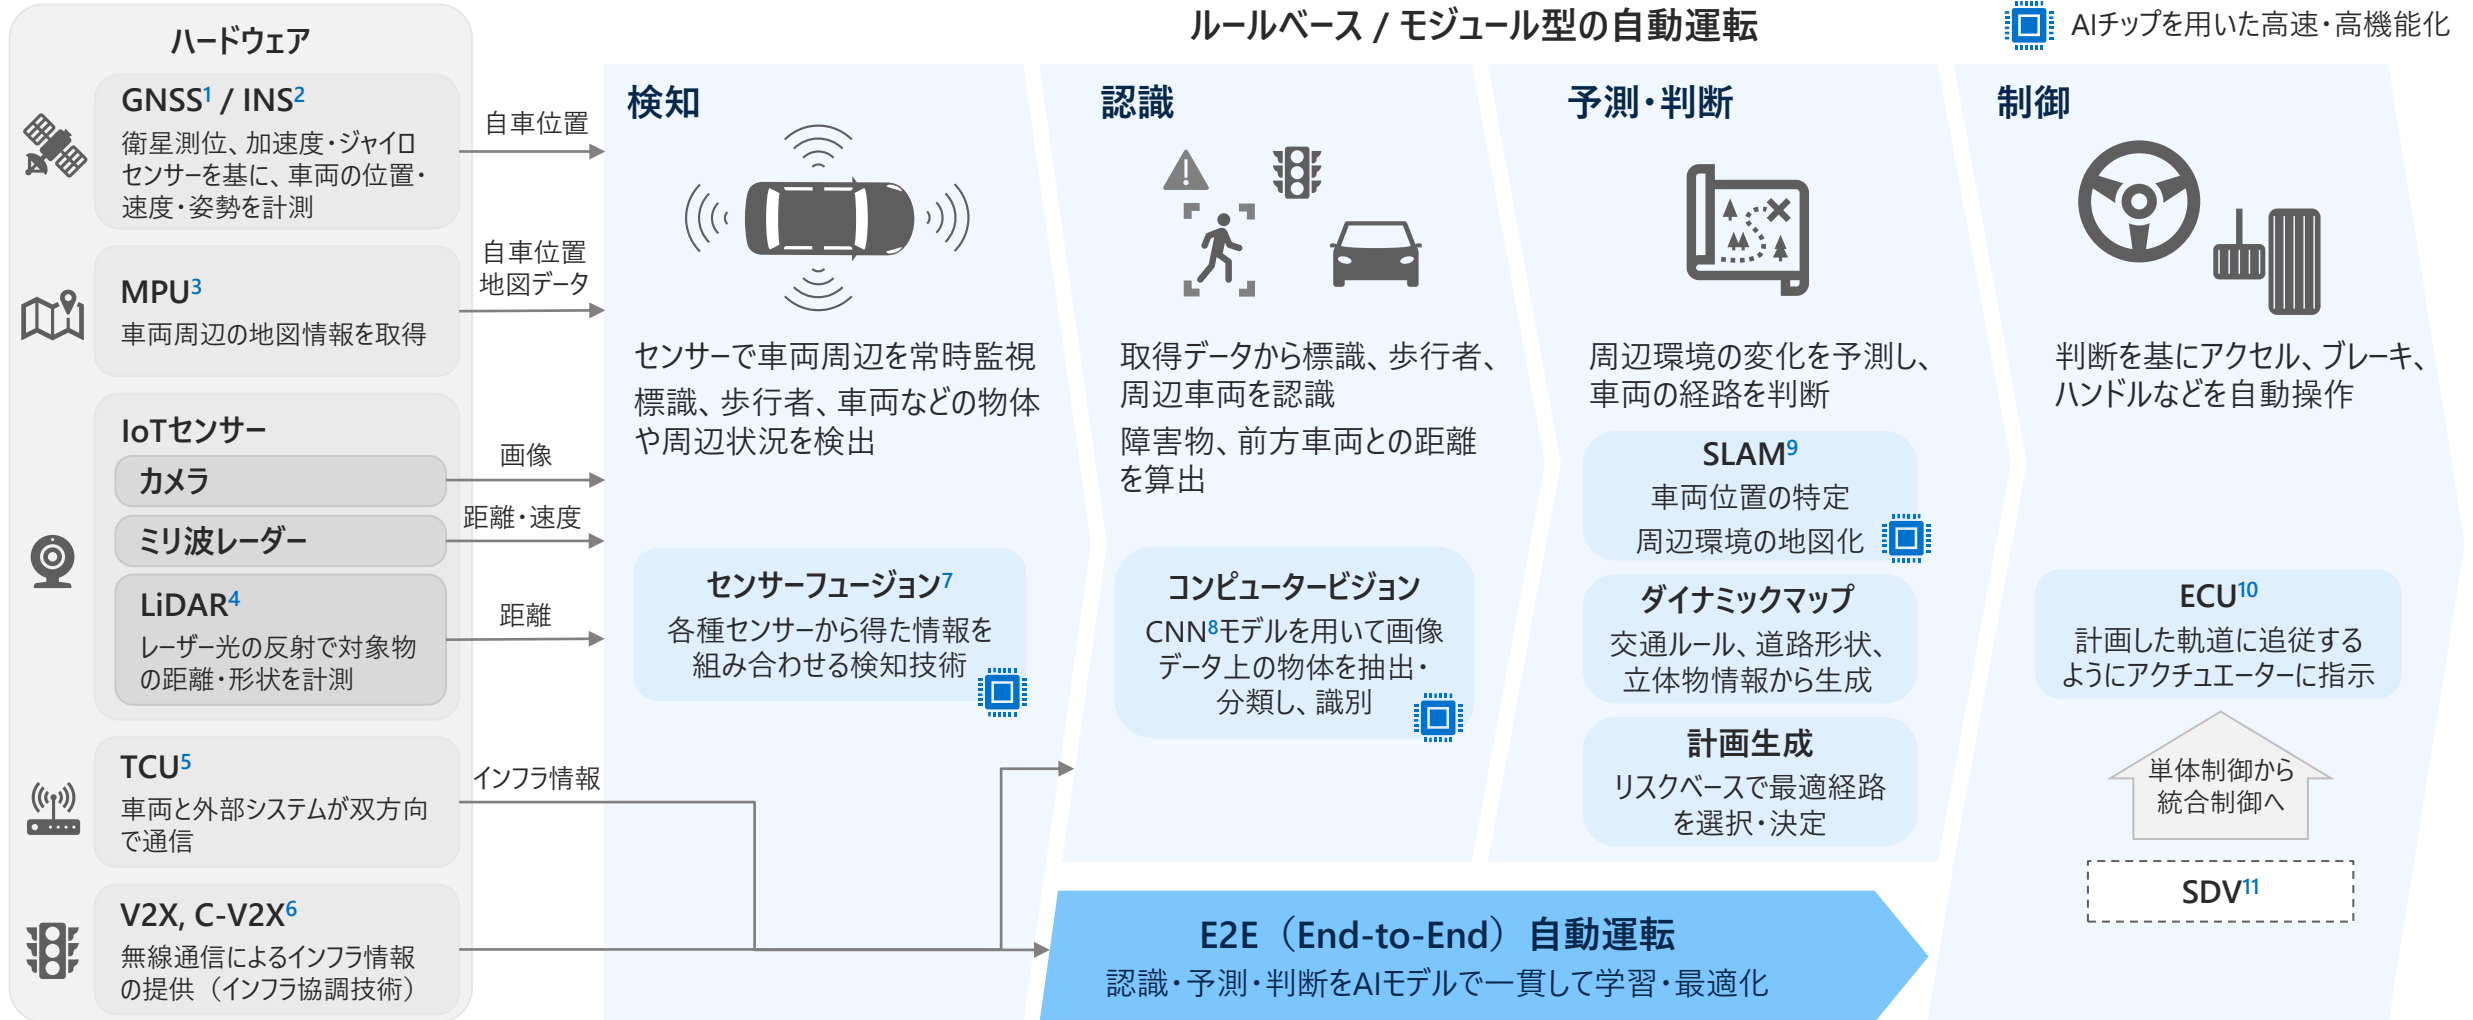 ハードウェア
GNSS1 / INS2
衛星測位、加速度・ジャイロ
センサーを基に、車両の位置・
速度・姿勢を計測
MPU3
車両周辺の地図情報を取得
IoTセンサー
カメラ
ミリ波レーダー
LiDAR4
レーザー光の反射で対象物
の距離・形状を計測
TCU5
車両と外部システムが双方向
で通信
V2X, C-V2X6
無線通信によるインフラ情報
の提供（インフラ協調技術）
自車位置
自車位置
地図データ
画像
距離・速度
距離
インフラ情報
ルールベース / モジュール型の自動運転
AIチップを用いた高速・高機能化
検知
センサーで車両周辺を常時監視
標識、歩行者、車両などの物体
や周辺状況を検出
センサーフュージョン7
各種センサーから得た情報を
組み合わせる検知技術
認識
取得データから標識、歩行者、
周辺車両を認識
障害物、前方車両との距離
を算出
コンピュータービジョン
CNN8モデルを用いて画像
データ上の物体を抽出・
分類し、識別
予測・判断
周辺環境の変化を予測し、
車両の経路を判断
SLAM9
車両位置の特定
周辺環境の地図化
ダイナミックマップ
交通ルール、道路形状、
立体物情報から生成
計画生成
リスクベースで最適経路
を選択・決定
制御
判断を基にアクセル、ブレーキ、
ハンドルなどを自動操作
ECU10
計画した軌道に追従する
ようにアクチュエーターに指示
単体制御から
統合制御へ
SDV11
E2E（End-to-End）自動運転
認識・予測・判断をAIモデルで一貫して学習・最適化